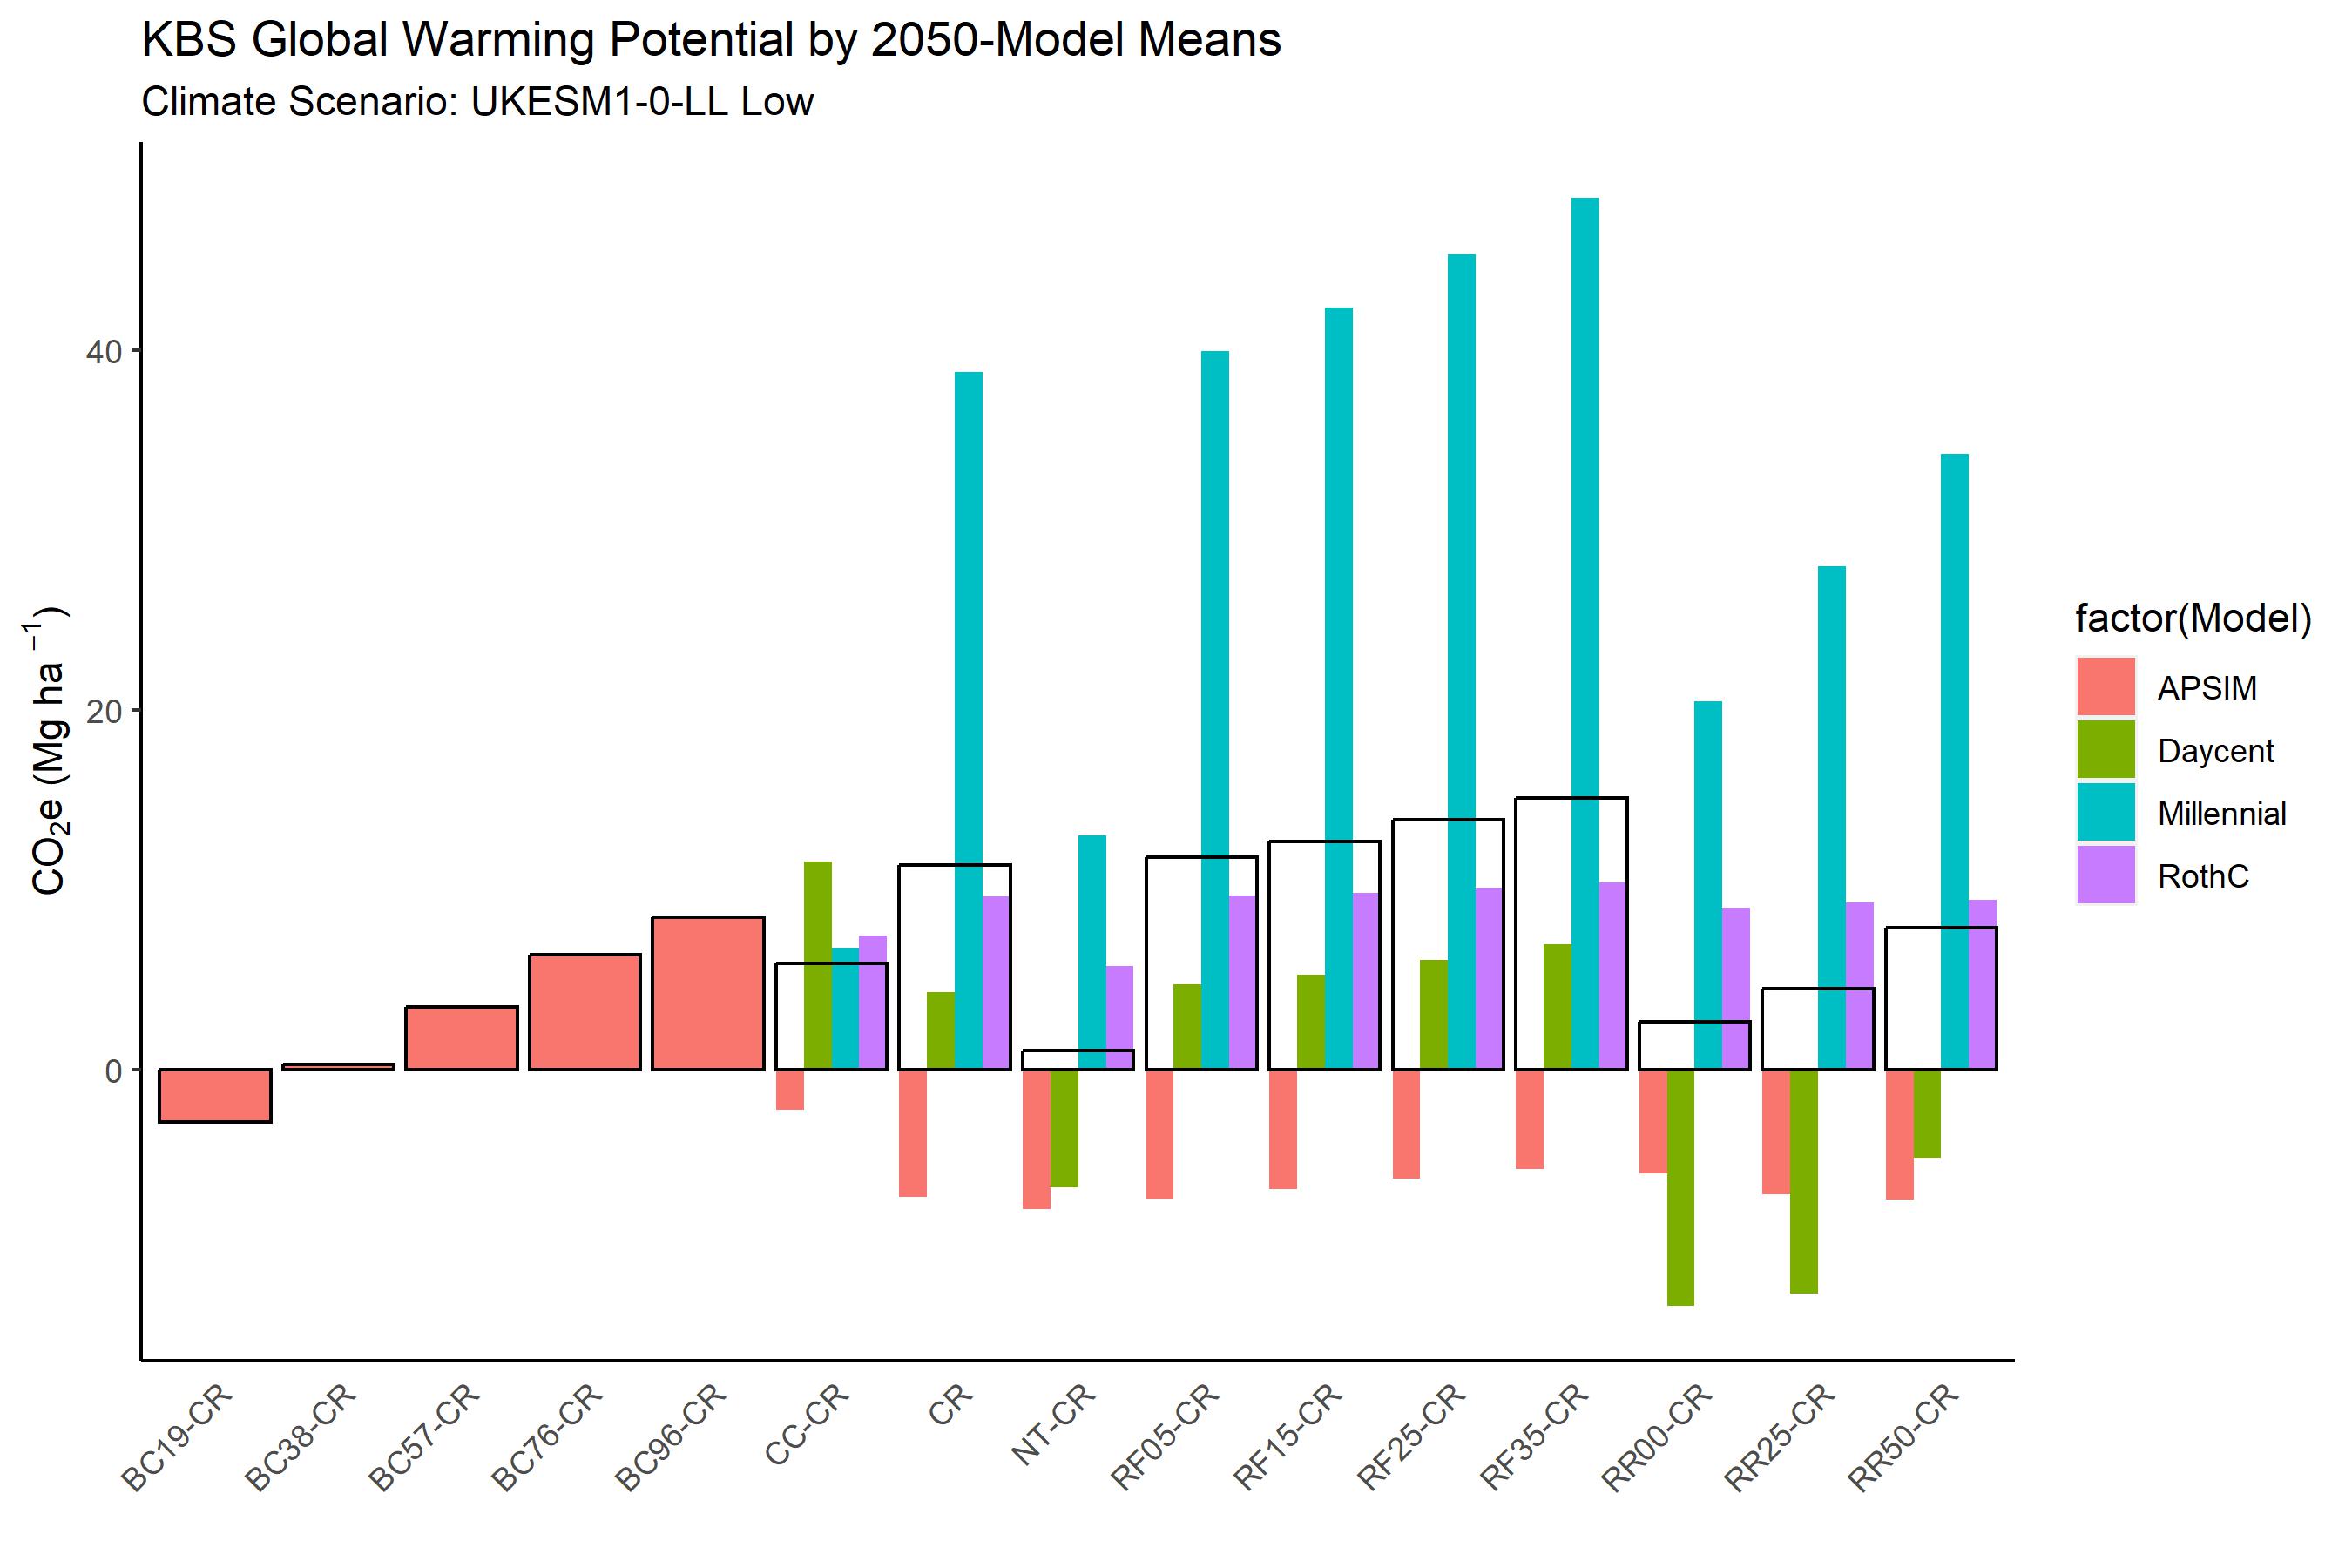 KBS Global Warming Potential by 2050-Model Means
Climate Scenario: UKESM1-0-LL Low
CO₂e (Mg ha ⁻¹)
40
20
0
BC19-CR
BC38-CR
BC57-CR
BC76-CR
BC96-CR
CC-CR
CR
NT-CR
RF05-CR
RF15-CR
RF25-CR
RF35-CR
RR00-CR
RR25-CR
RR50-CR
factor(Model)
APSIM
Daycent
Millennial
RothC